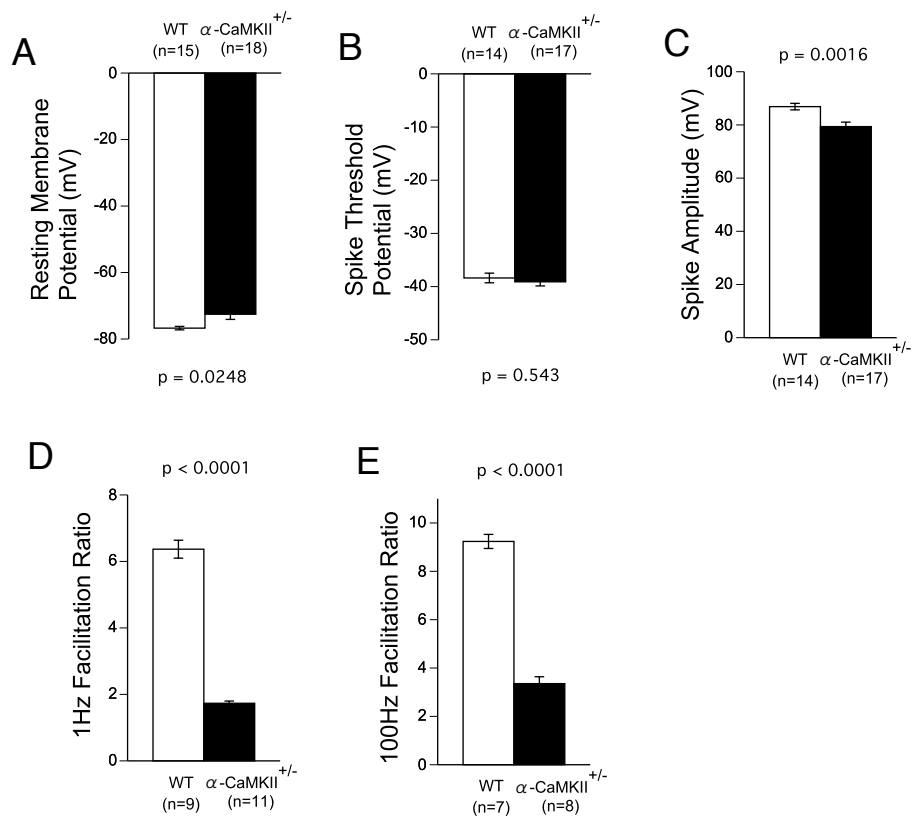 A
WT α-CaMKII+/-
(n=15) (n=18)
0
-20
-40
-60
-80
Resting Membrane
Potential (mV)
p = 0.0248
B
WT α-CaMKII+/-
(n=14) (n=17)
0
-10
-20
-30
-40
-50
Spike Threshold
Potential (mV)
p = 0.543
C
p = 0.0016
100
80
60
40
20
0
Spike Amplitude (mV)
WT α-CaMKII+/-
(n=14) (n=17)
D
p < 0.0001
8
6
4
2
0
1Hz Facilitation Ratio
WT α-CaMKII+/-
(n=9) (n=11)
E
p < 0.0001
10
8
6
4
2
0
100Hz Facilitation Ratio
WT α-CaMKII+/-
(n=7) (n=8)